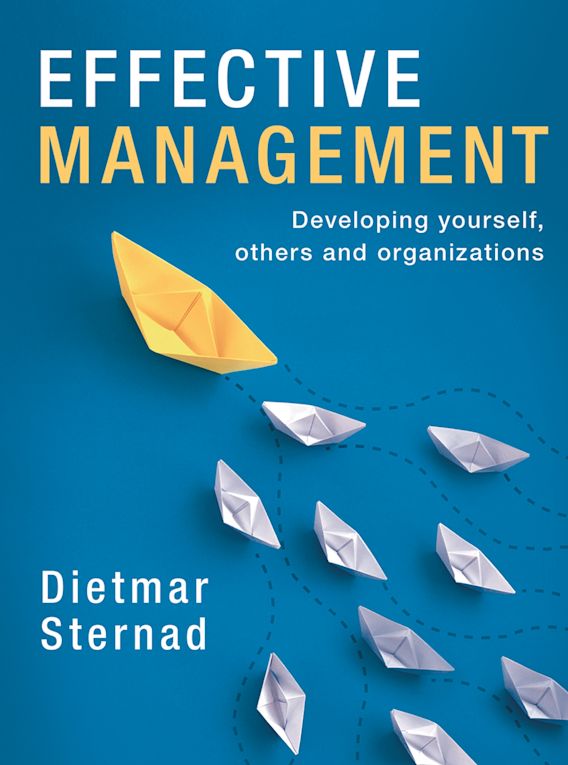 EFFECTIVE
MANAGEMENT
Developing yourself,
others and organizations
Dietmar
Sternad